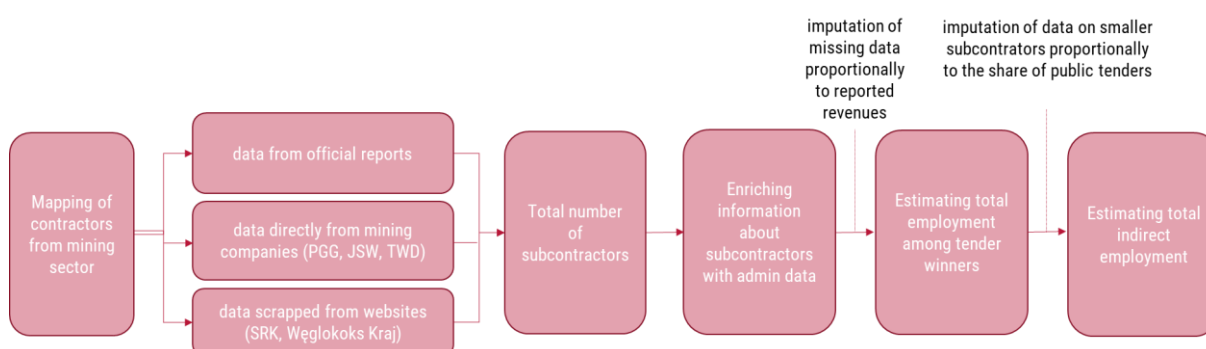 imputation of
missing data
proportionally
to reported
revenues
imputation of data on smaller
subcontrators proportionally
to the share of public tenders
Mapping of
contractors
from mining
sector
data from official reports
data directly from mining
companies (PGG, JSW, TWD)
data scrapped from websites
(SRK, Węglokoks Kraj)
Total number
of
subcontractors
Enriching
information
about
subcontractors
with admin data
Estimating total
employment
among tender
winners
Estimating total
indirect
employment